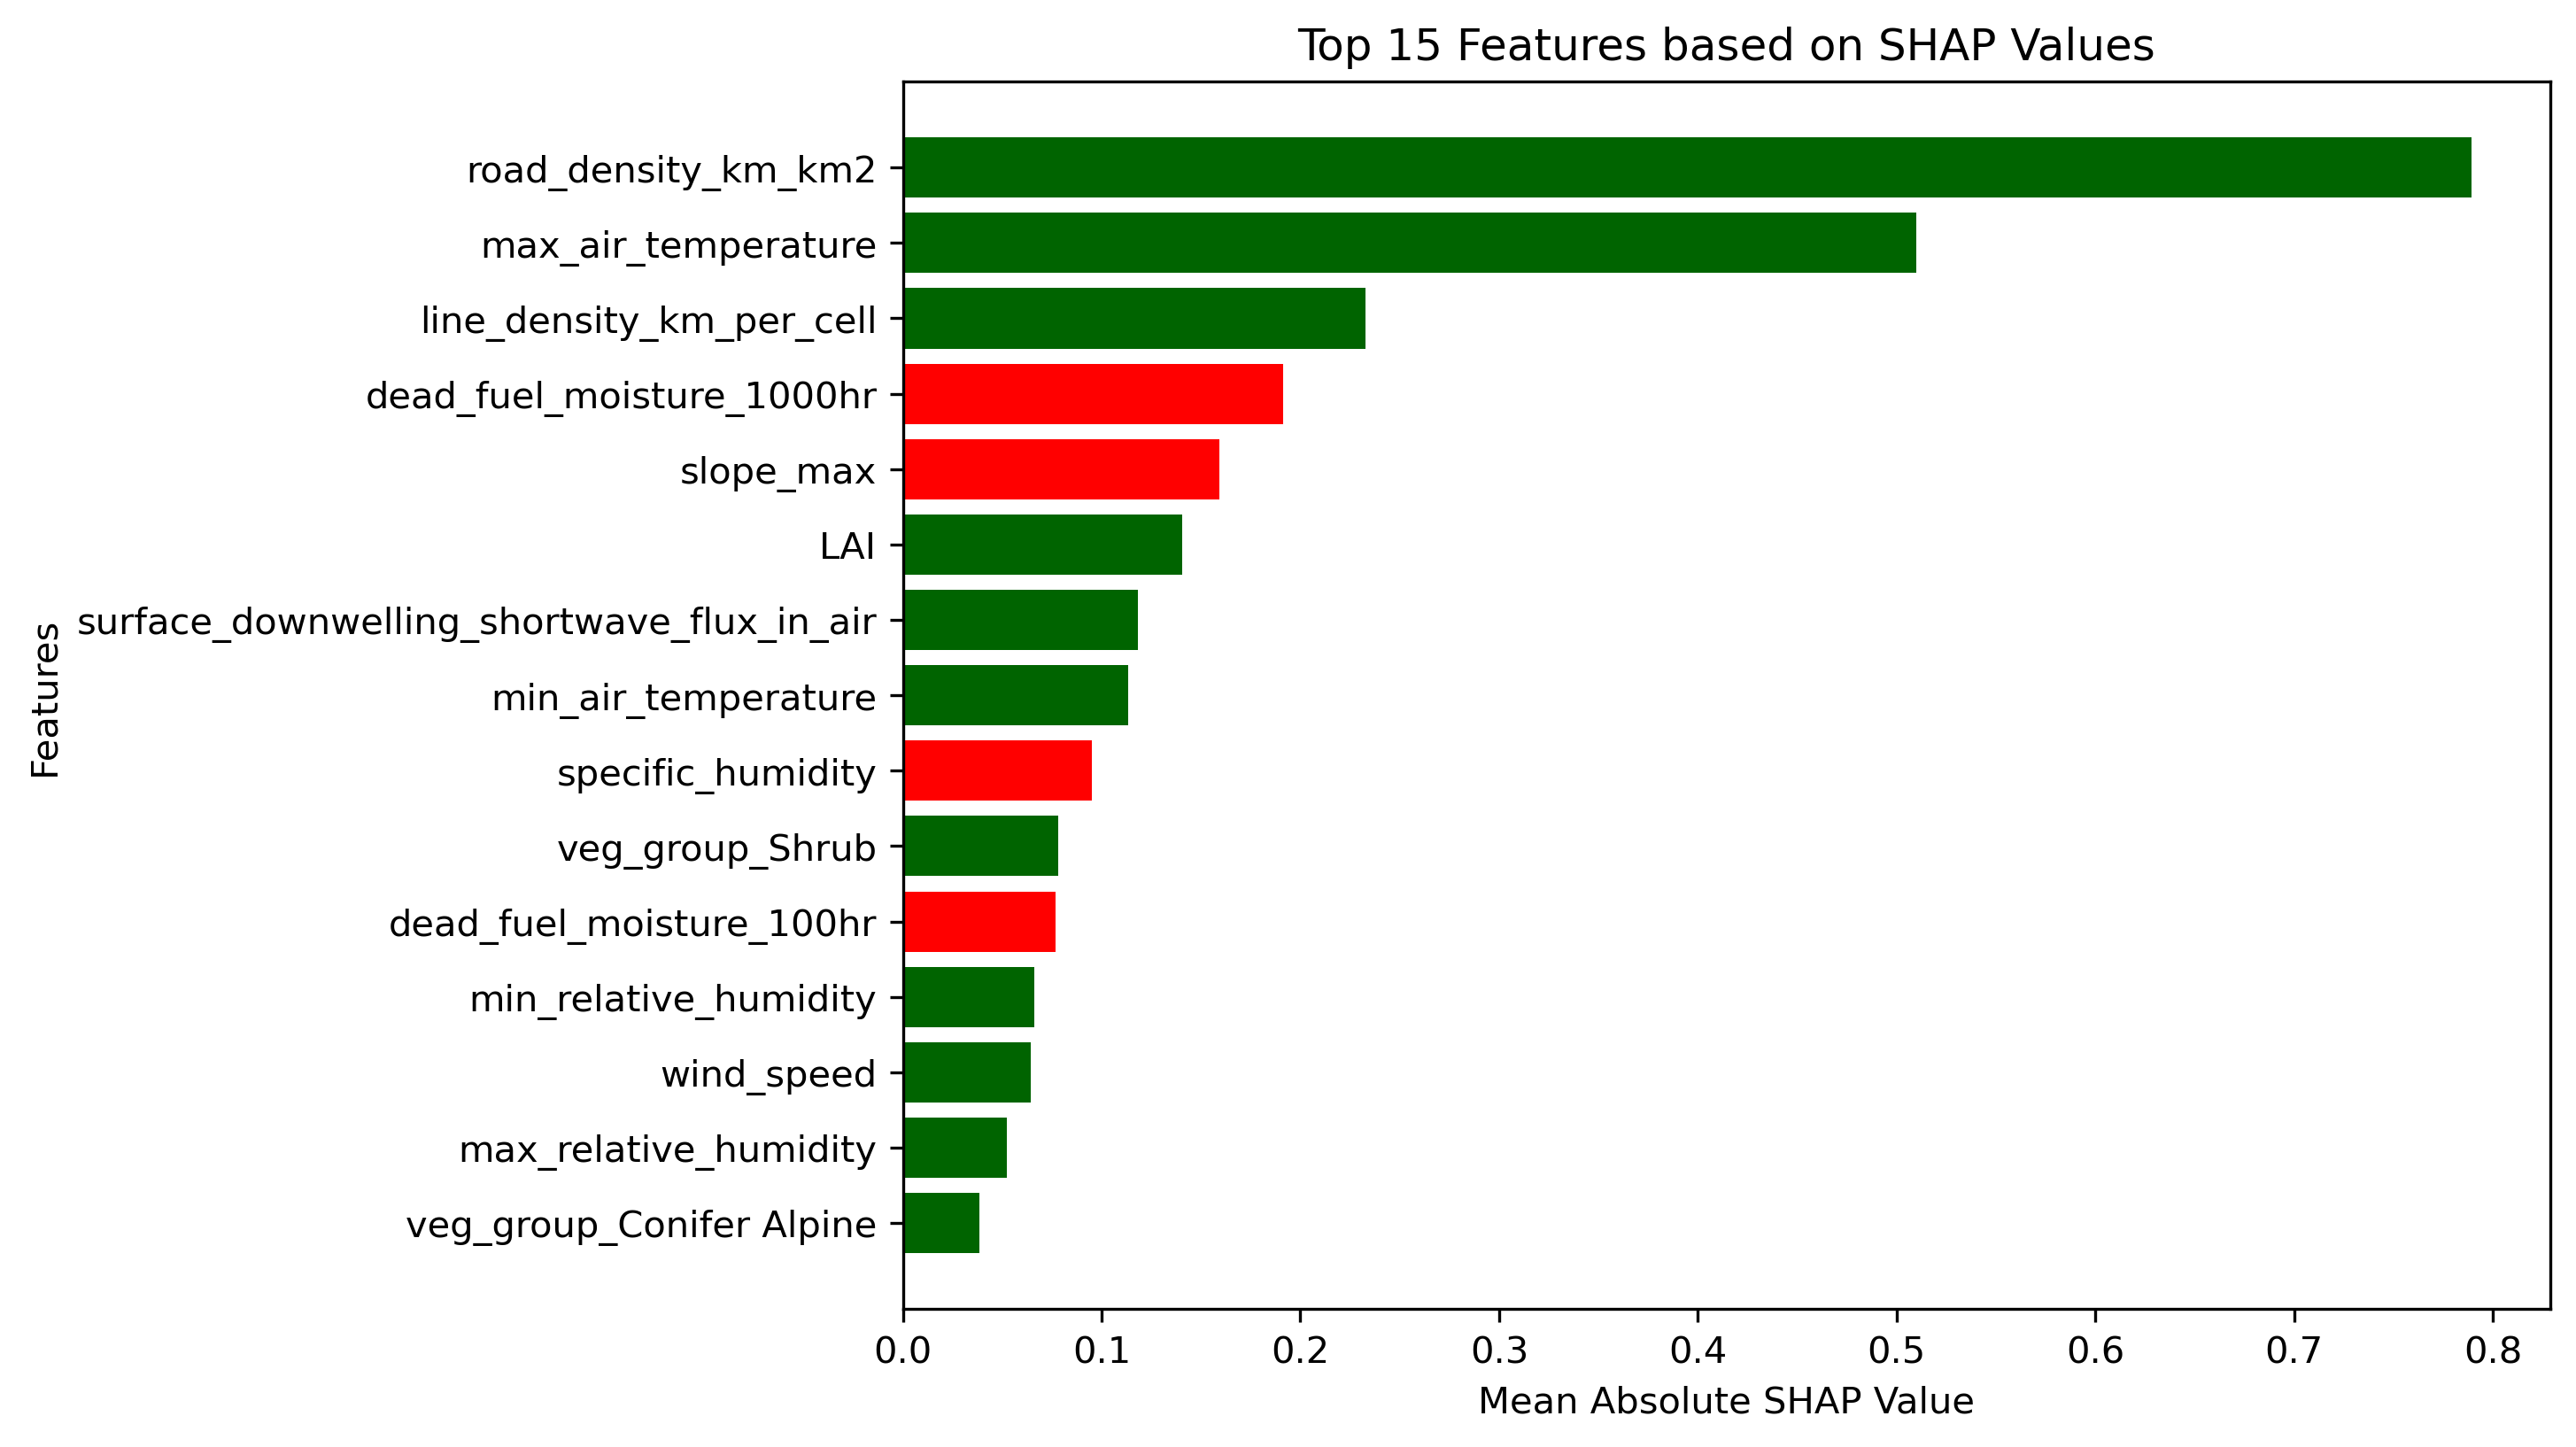 Top 15 Features based on SHAP Values
Features
road_density_km_km2
max_air_temperature
line_density_km_per_cell
dead_fuel_moisture_1000hr
slope_max
LAI
surface_downwelling_shortwave_flux_in_air
min_air_temperature
specific_humidity
veg_group_Shrub
dead_fuel_moisture_100hr
min_relative_humidity
wind_speed
max_relative_humidity
veg_group_Conifer Alpine
0.0 0.1 0.2 0.3 0.4 0.5 0.6 0.7 0.8
Mean Absolute SHAP Value